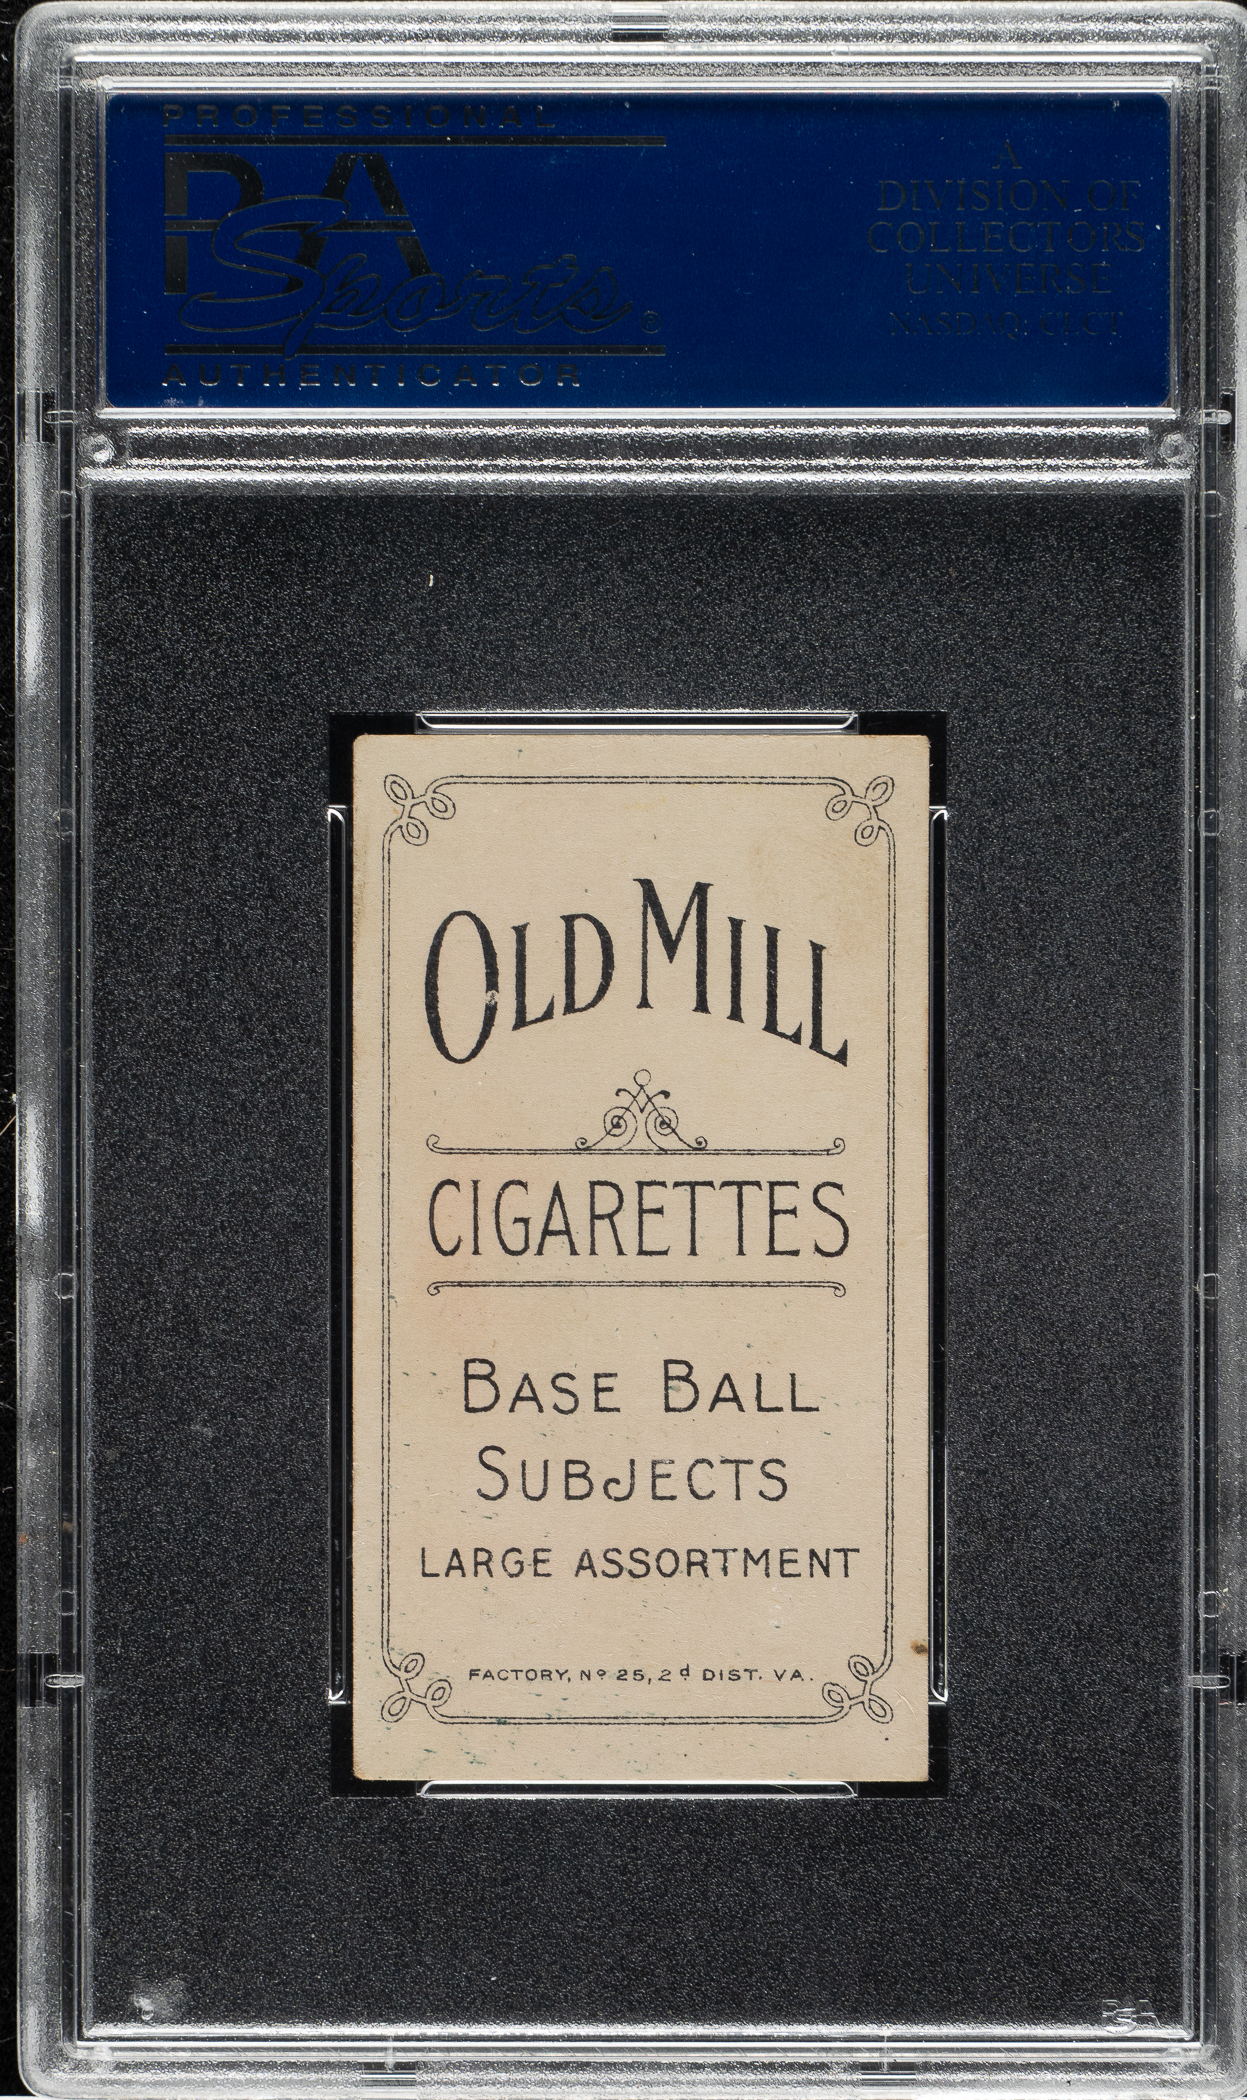 PROFESSIONAL
PSA
Sports®
AUTHENTICATOR
A
DIVISION OF
COLLECTORS
UNIVERSE
NASDAQ: CLCT
OLD MILL
CIGARETTES
BASE BALL
SUBJECTS
LARGE ASSORTMENT
FACTORY, Nº 25, 2d DIST. VA.
PSA